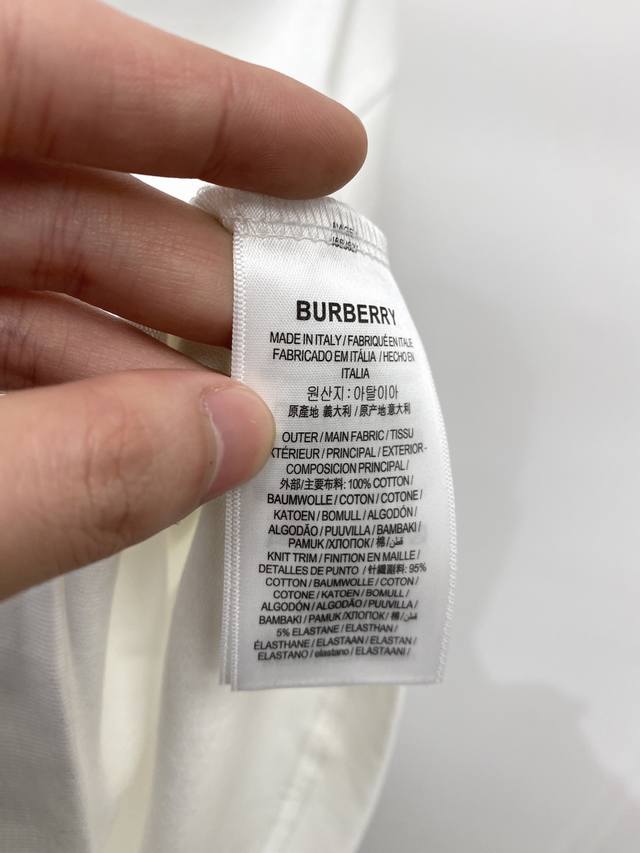 BURBERRY
MADE IN ITALY / FABRIQUÉ EN ITALIE
FABRICADO EM ITÁLIA / HECHO EN
ITALIA
원산지: 이탈이아
原產地 義大利 / 原产地 意大利
OUTER / MAIN FABRIC / TISSU
XTÉRIEUR / PRINCIPAL / EXTERIOR -
COMPOSICION PRINCIPAL /
外部/主要布料: 100% COTTON /
BAUMWOLLE / COTON / COTONE /
KATOEN / BOMULL / ALGODÓN /
ALGODÃO / PUUVILLA / BAMBAKI /
PAMUK / ХЛОПОК / 棉 / قطن /
KNIT TRIM / FINITION EN MAILLE /
DETALLES DE PUNTO / 針織副料: 95%
COTTON / BAUMWOLLE / COTON /
COTONE / KATOEN / BOMULL /
ALGODÓN / ALGODÃO / PUUVILLA /
BAMBAKI / PAMUK / ХЛОПОК / 棉 / قطن /
5% ELASTANE / ELASTHAN /
ÉLASTHANE / ELASTAAN / ELASTAN /
ELASTANO / elastano / ELASTAANI /